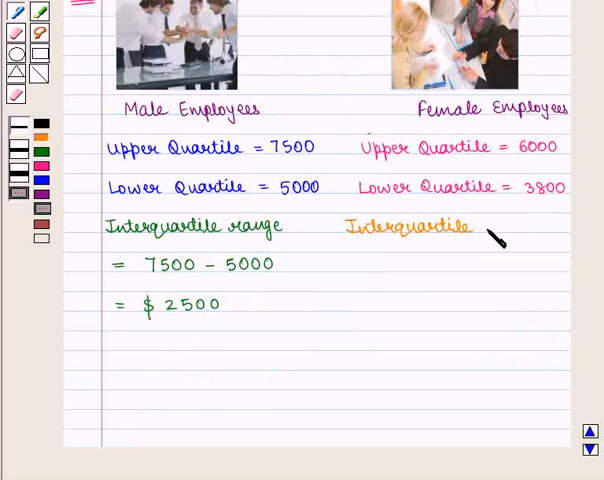 Male Employees
Female Employees
Upper Quartile = 7500
Upper Quartile = 6000
Lower Quartile = 5000
Lower Quartile = 3800
Interquartile range
Interquartile
= 7500 - 5000
= $ 2500